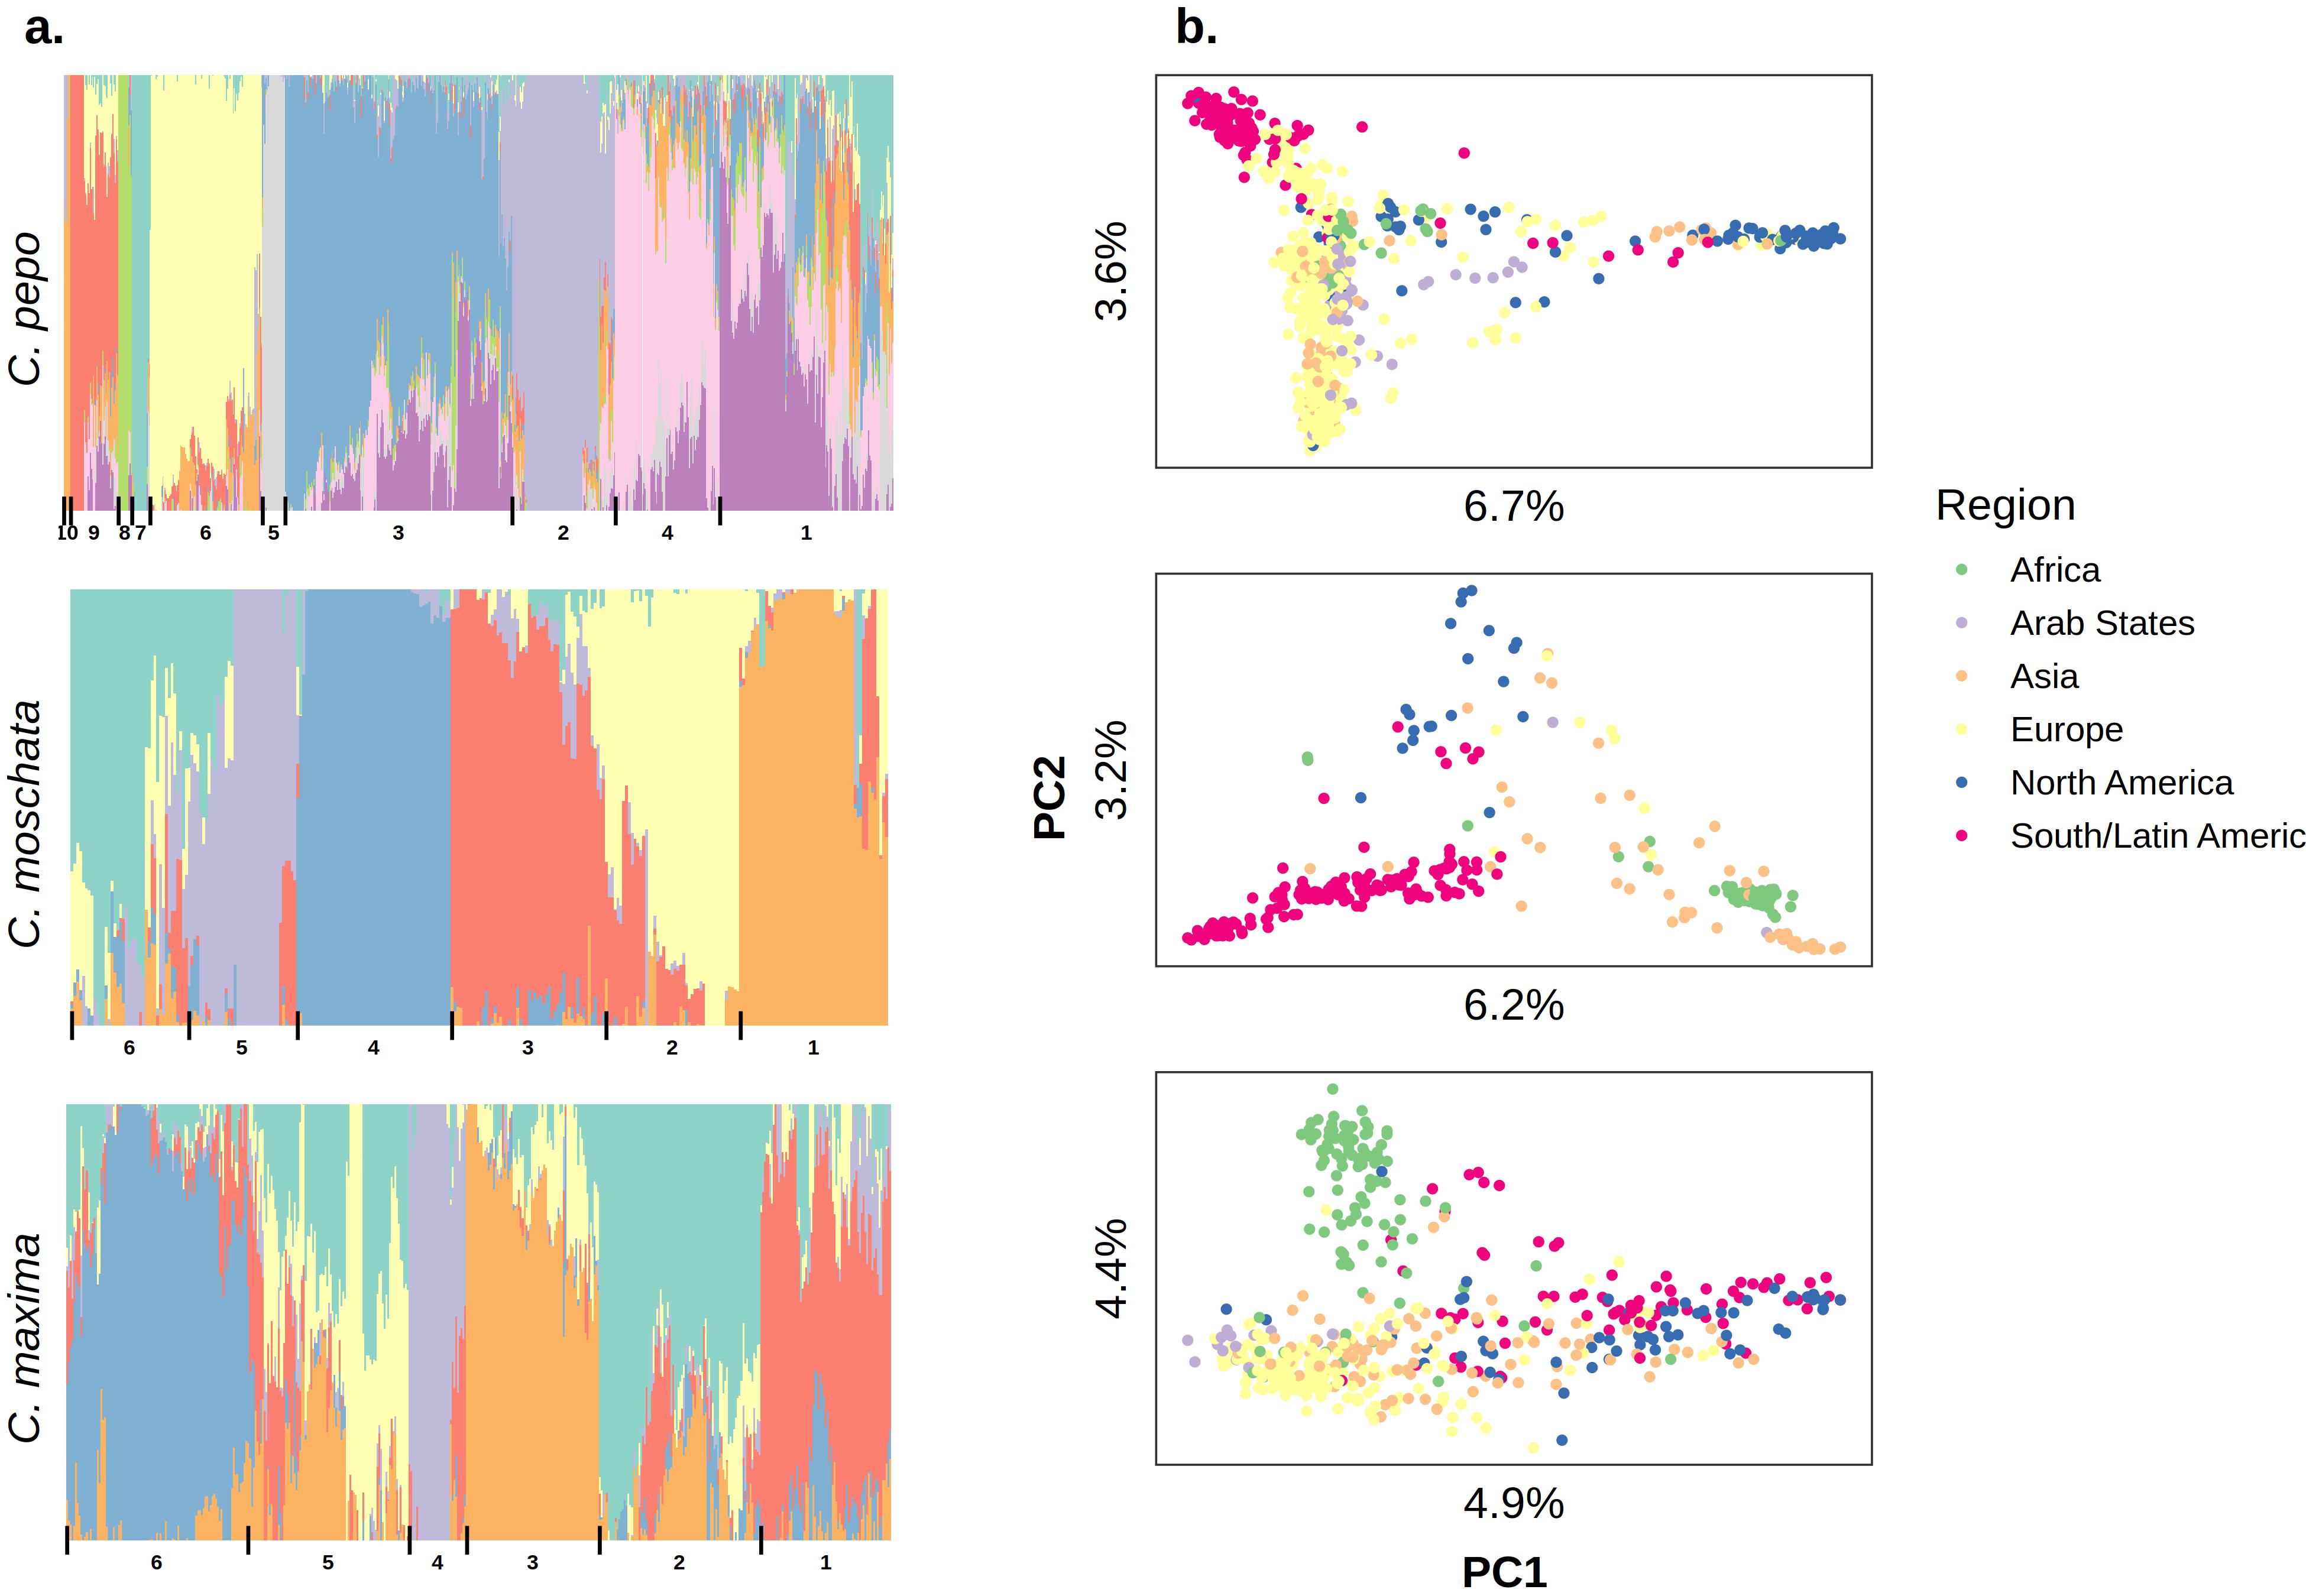 a.
b.
C. pepo
10 9 8 7 6 5 3 2 4 1
3.6%
6.7%
C. moschata
6 5 4 3 2 1
PC2
3.2%
6.2%
C. maxima
6 5 4 3 2 1
4.4%
4.9%
PC1
Region
Africa
Arab States
Asia
Europe
North America
South/Latin Americ